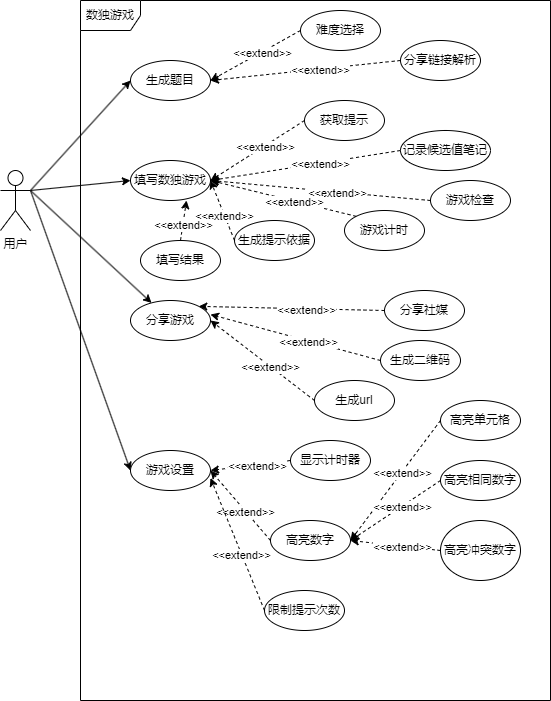 数独游戏
难度选择
<<extend>>
生成题目
分享链接解析
<<extend>>
获取提示
<<extend>>
记录候选值笔记
<<extend>>
填写数独游戏
<<extend>>
游戏检查
<<extend>>
游戏计时
<<extend>>
<<extend>>
生成提示依据
用户
填写结果
分享游戏
<<extend>>
分享社媒
<<extend>>
生成二维码
<<extend>>
生成url
高亮单元格
游戏设置
<<extend>>
显示计时器
<<extend>>
高亮相同数字
<<extend>>
<<extend>>
高亮数字
<<extend>>
高亮冲突数字
<<extend>>
限制提示次数